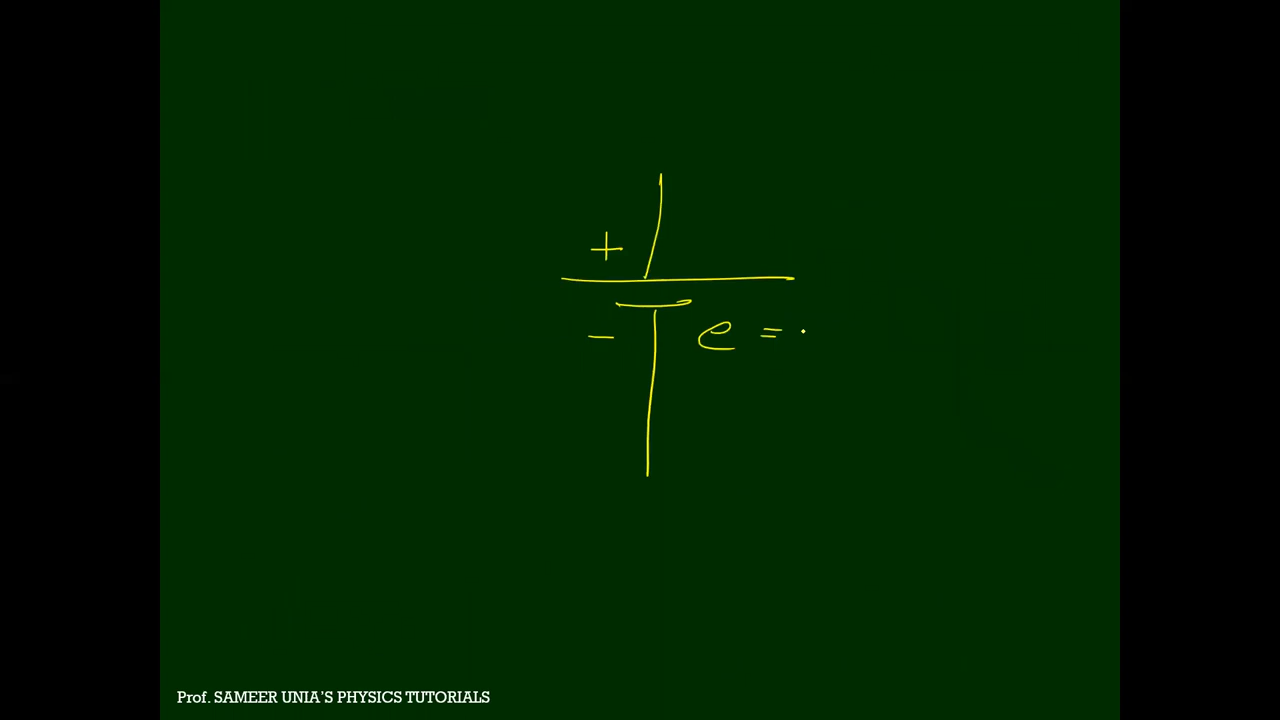 +
- e = .
Prof. SAMEER UNIA'S PHYSICS TUTORIALS